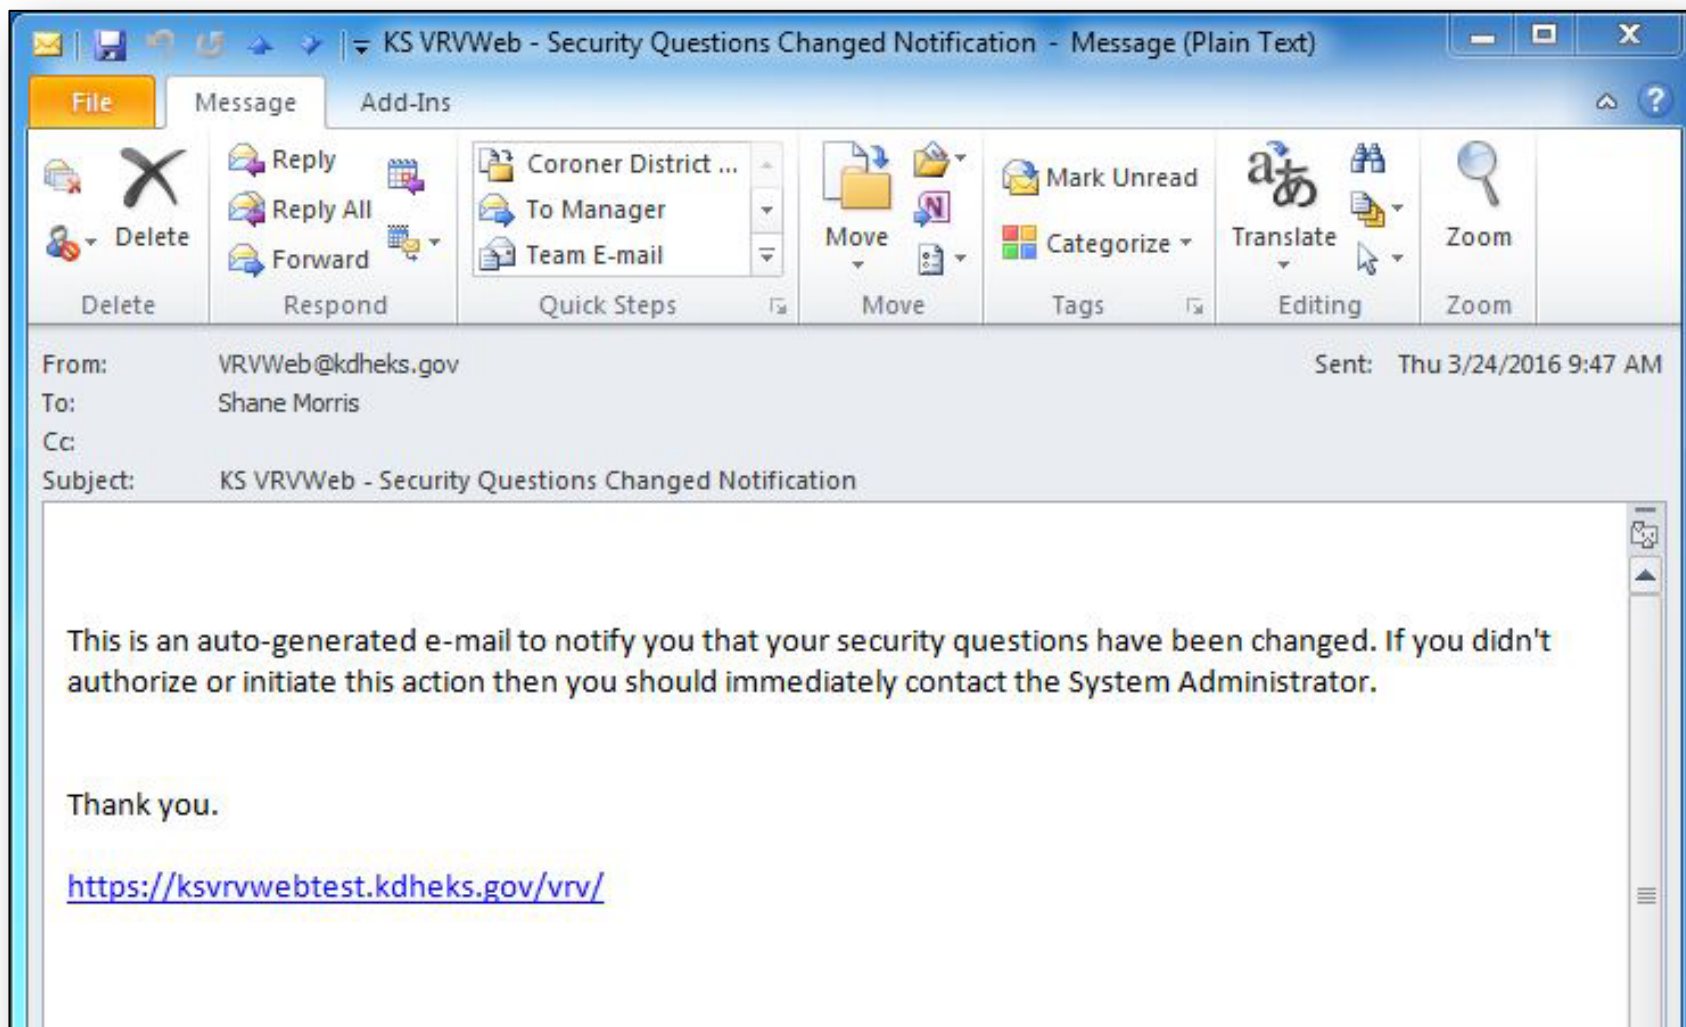 KS VRVWeb - Security Questions Changed Notification - Message (Plain Text)
File Message Add-Ins
Delete
Delete
Reply
Reply All
Forward
Respond
Coroner District ...
To Manager
Team E-mail
Quick Steps
Move
Move
Mark Unread
Categorize
Tags
Translate
Editing
Zoom
Zoom
From: VRVWeb@kdheks.gov Sent: Thu 3/24/2016 9:47 AM
To: Shane Morris
Cc:
Subject: KS VRVWeb - Security Questions Changed Notification
This is an auto-generated e-mail to notify you that your security questions have been changed. If you didn't
authorize or initiate this action then you should immediately contact the System Administrator.
Thank you.
https://ksvrvwebtest.kdheks.gov/vrv/